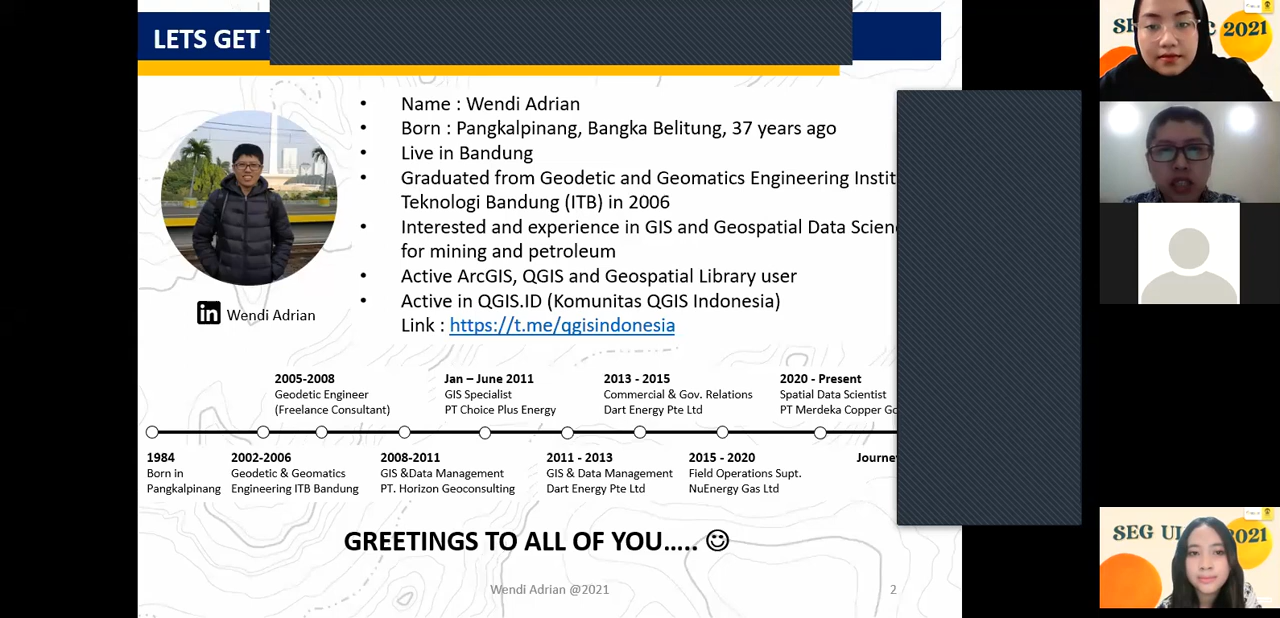 LETS GET
• Name : Wendi Adrian
• Born : Pangkalpinang, Bangka Belitung, 37 years ago
• Live in Bandung
• Graduated from Geodetic and Geomatics Engineering
Teknologi Bandung (ITB) in 2006
• Interested and experience in GIS and Geospatial Data
for mining and petroleum
• Active ArcGIS, QGIS and Geospatial Library user
• Active in QGIS.ID (Komunitas QGIS Indonesia)
Link : https://t.me/qgisindonesia
in Wendi Adrian
2005-2008
Geodetic Engineer
(Freelance Consultant)
Jan – June 2011
GIS Specialist
PT Choice Plus Energy
2013 - 2015
Commercial & Gov. Relations
Dart Energy Pte Ltd
2020 - Present
Spatial Data Scientist
PT Merdeka Copper
1984
Born in
Pangkalpinang
2002-2006
Geodetic & Geomatics
Engineering ITB Bandung
2008-2011
GIS &Data Management
PT. Horizon Geoconsulting
2011 - 2013
GIS & Data Management
Dart Energy Pte Ltd
2015 - 2020
Field Operations Supt.
NuEnergy Gas Ltd
GREETINGS TO ALL OF YOU.....
Wendi Adrian @2021
2
2021
SEG
2021